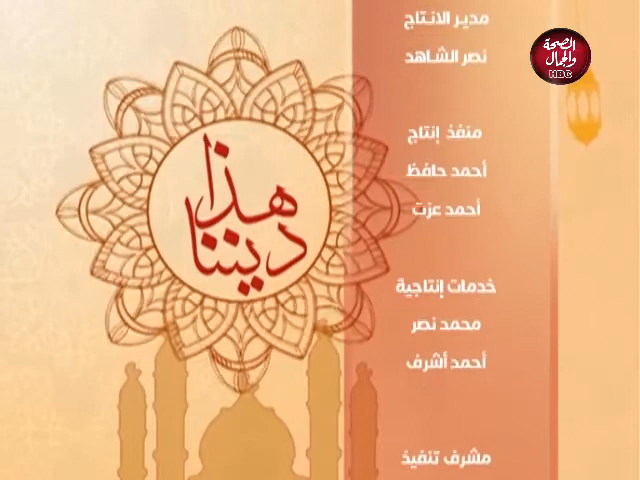 مدير الانتاج
نصر الشاهد
منفذ إنتاج
أحمد حافظ
أحمد عزت
خدمات إنتاجية
محمد نصر
أحمد أشرف
مشرف تنفيذ
هذا
ديننا
الصحة
والجمال
HBC